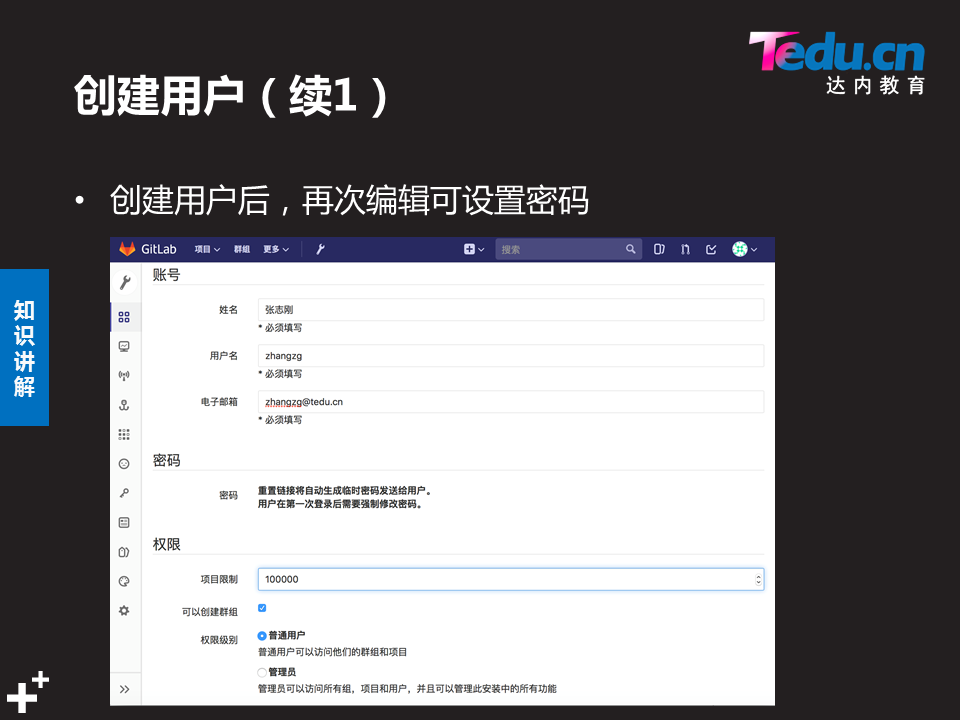 Tedu.cn
达内教育
创建用户（续1）
• 创建用户后，再次编辑可设置密码
知识讲解
GitLab 项目 群组 更多 搜索
账号
姓名 张志刚
* 必须填写
用户名 zhangzg
* 必须填写
电子邮箱 zhangzg@tedu.cn
* 必须填写
密码
密码 重置链接将自动生成临时密码发送给用户。
用户在第一次登录后需要强制修改密码。
权限
项目限制 100000
可以创建群组
权限级别 普通用户
普通用户可以访问他们的群组和项目
管理员
管理员可以访问所有组，项目和用户，并且可以管理此安装中的所有功能